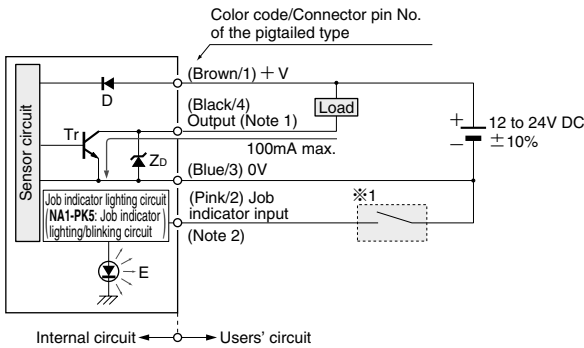 Color code/Connector pin No.
of the pigtailed type
Sensor circuit
D
Tr
ZD
(Brown/1) + V
(Black/4)
Output (Note 1)
Load
100mA max.
(Blue/3) 0V
+
−
12 to 24V DC
±10%
Job indicator lighting circuit
(NA1-PK5: Job indicator
lighting/blinking circuit)
(Pink/2) Job
indicator input
(Note 2)
※1
E
Internal circuit
Users' circuit